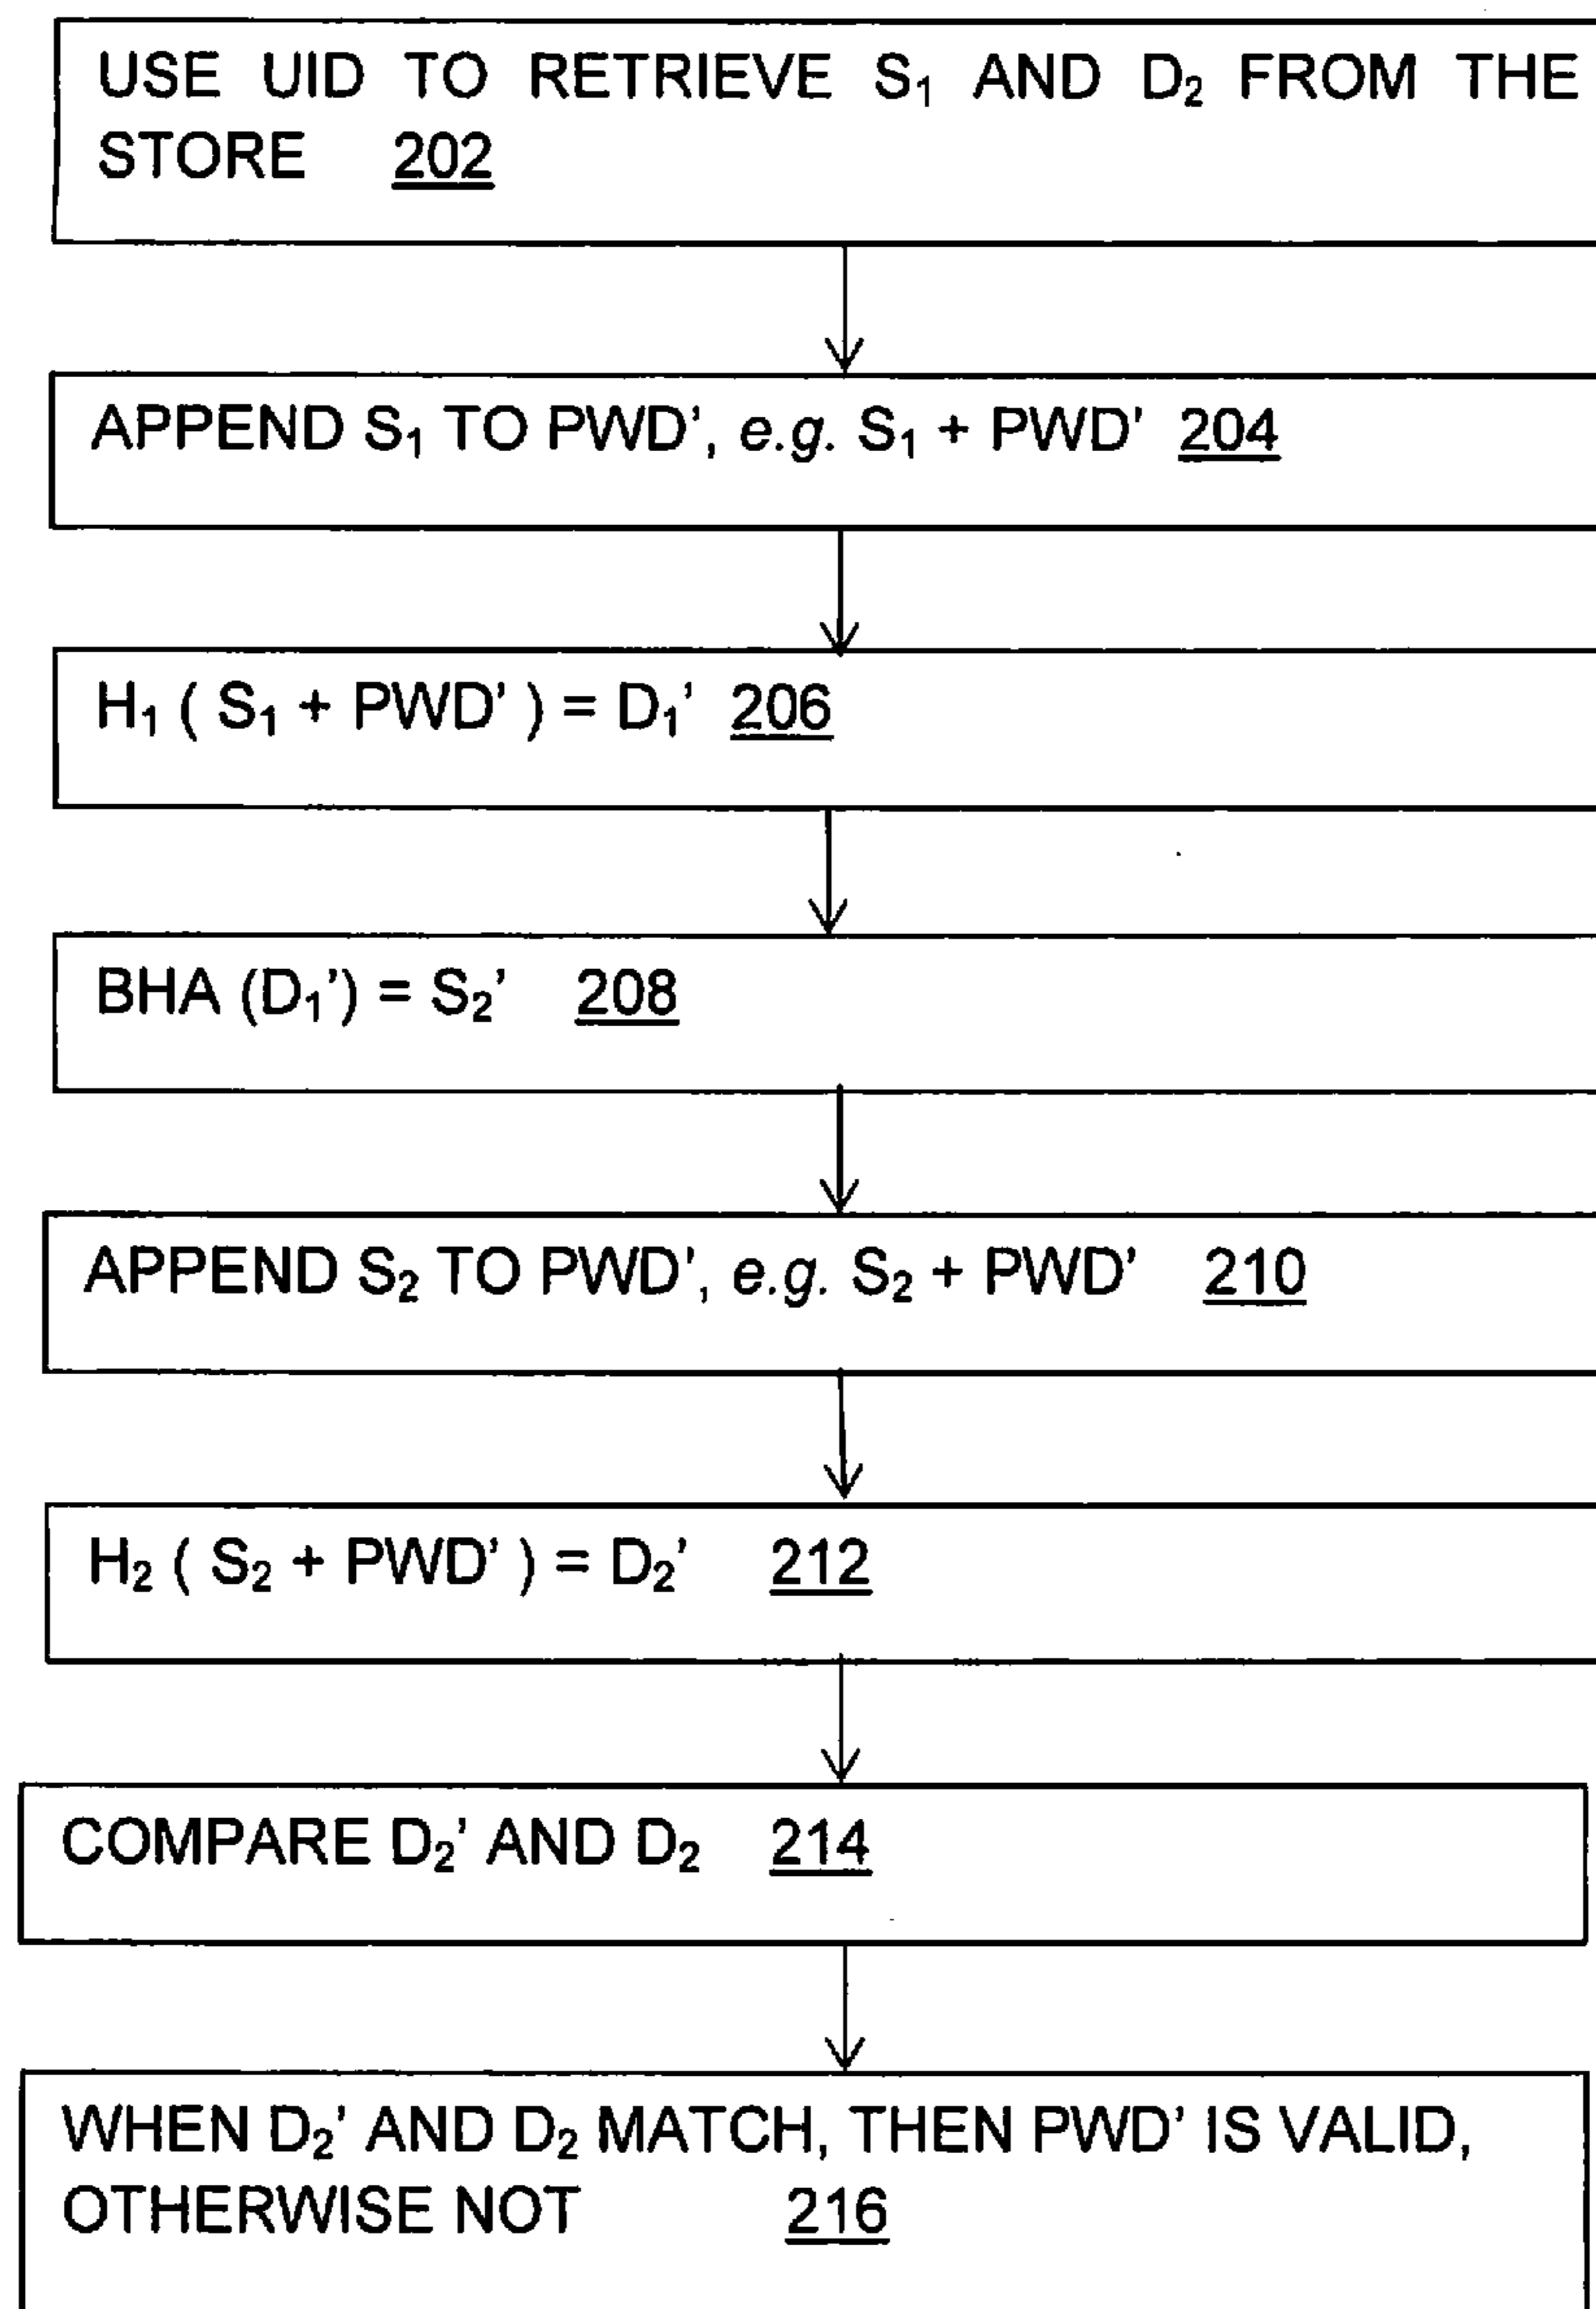 USE UID TO RETRIEVE S₁ AND D₂ FROM THE
STORE 202
APPEND S₁ TO PWD', e.g. S₁ + PWD' 204
H₁ ( S₁ + PWD' ) = D₁' 206
BHA (D₁') = S₂' 208
APPEND S₂ TO PWD', e.g. S₂ + PWD' 210
H₂ ( S₂ + PWD' ) = D₂' 212
COMPARE D₂' AND D₂ 214
WHEN D₂' AND D₂ MATCH, THEN PWD' IS VALID,
OTHERWISE NOT 216